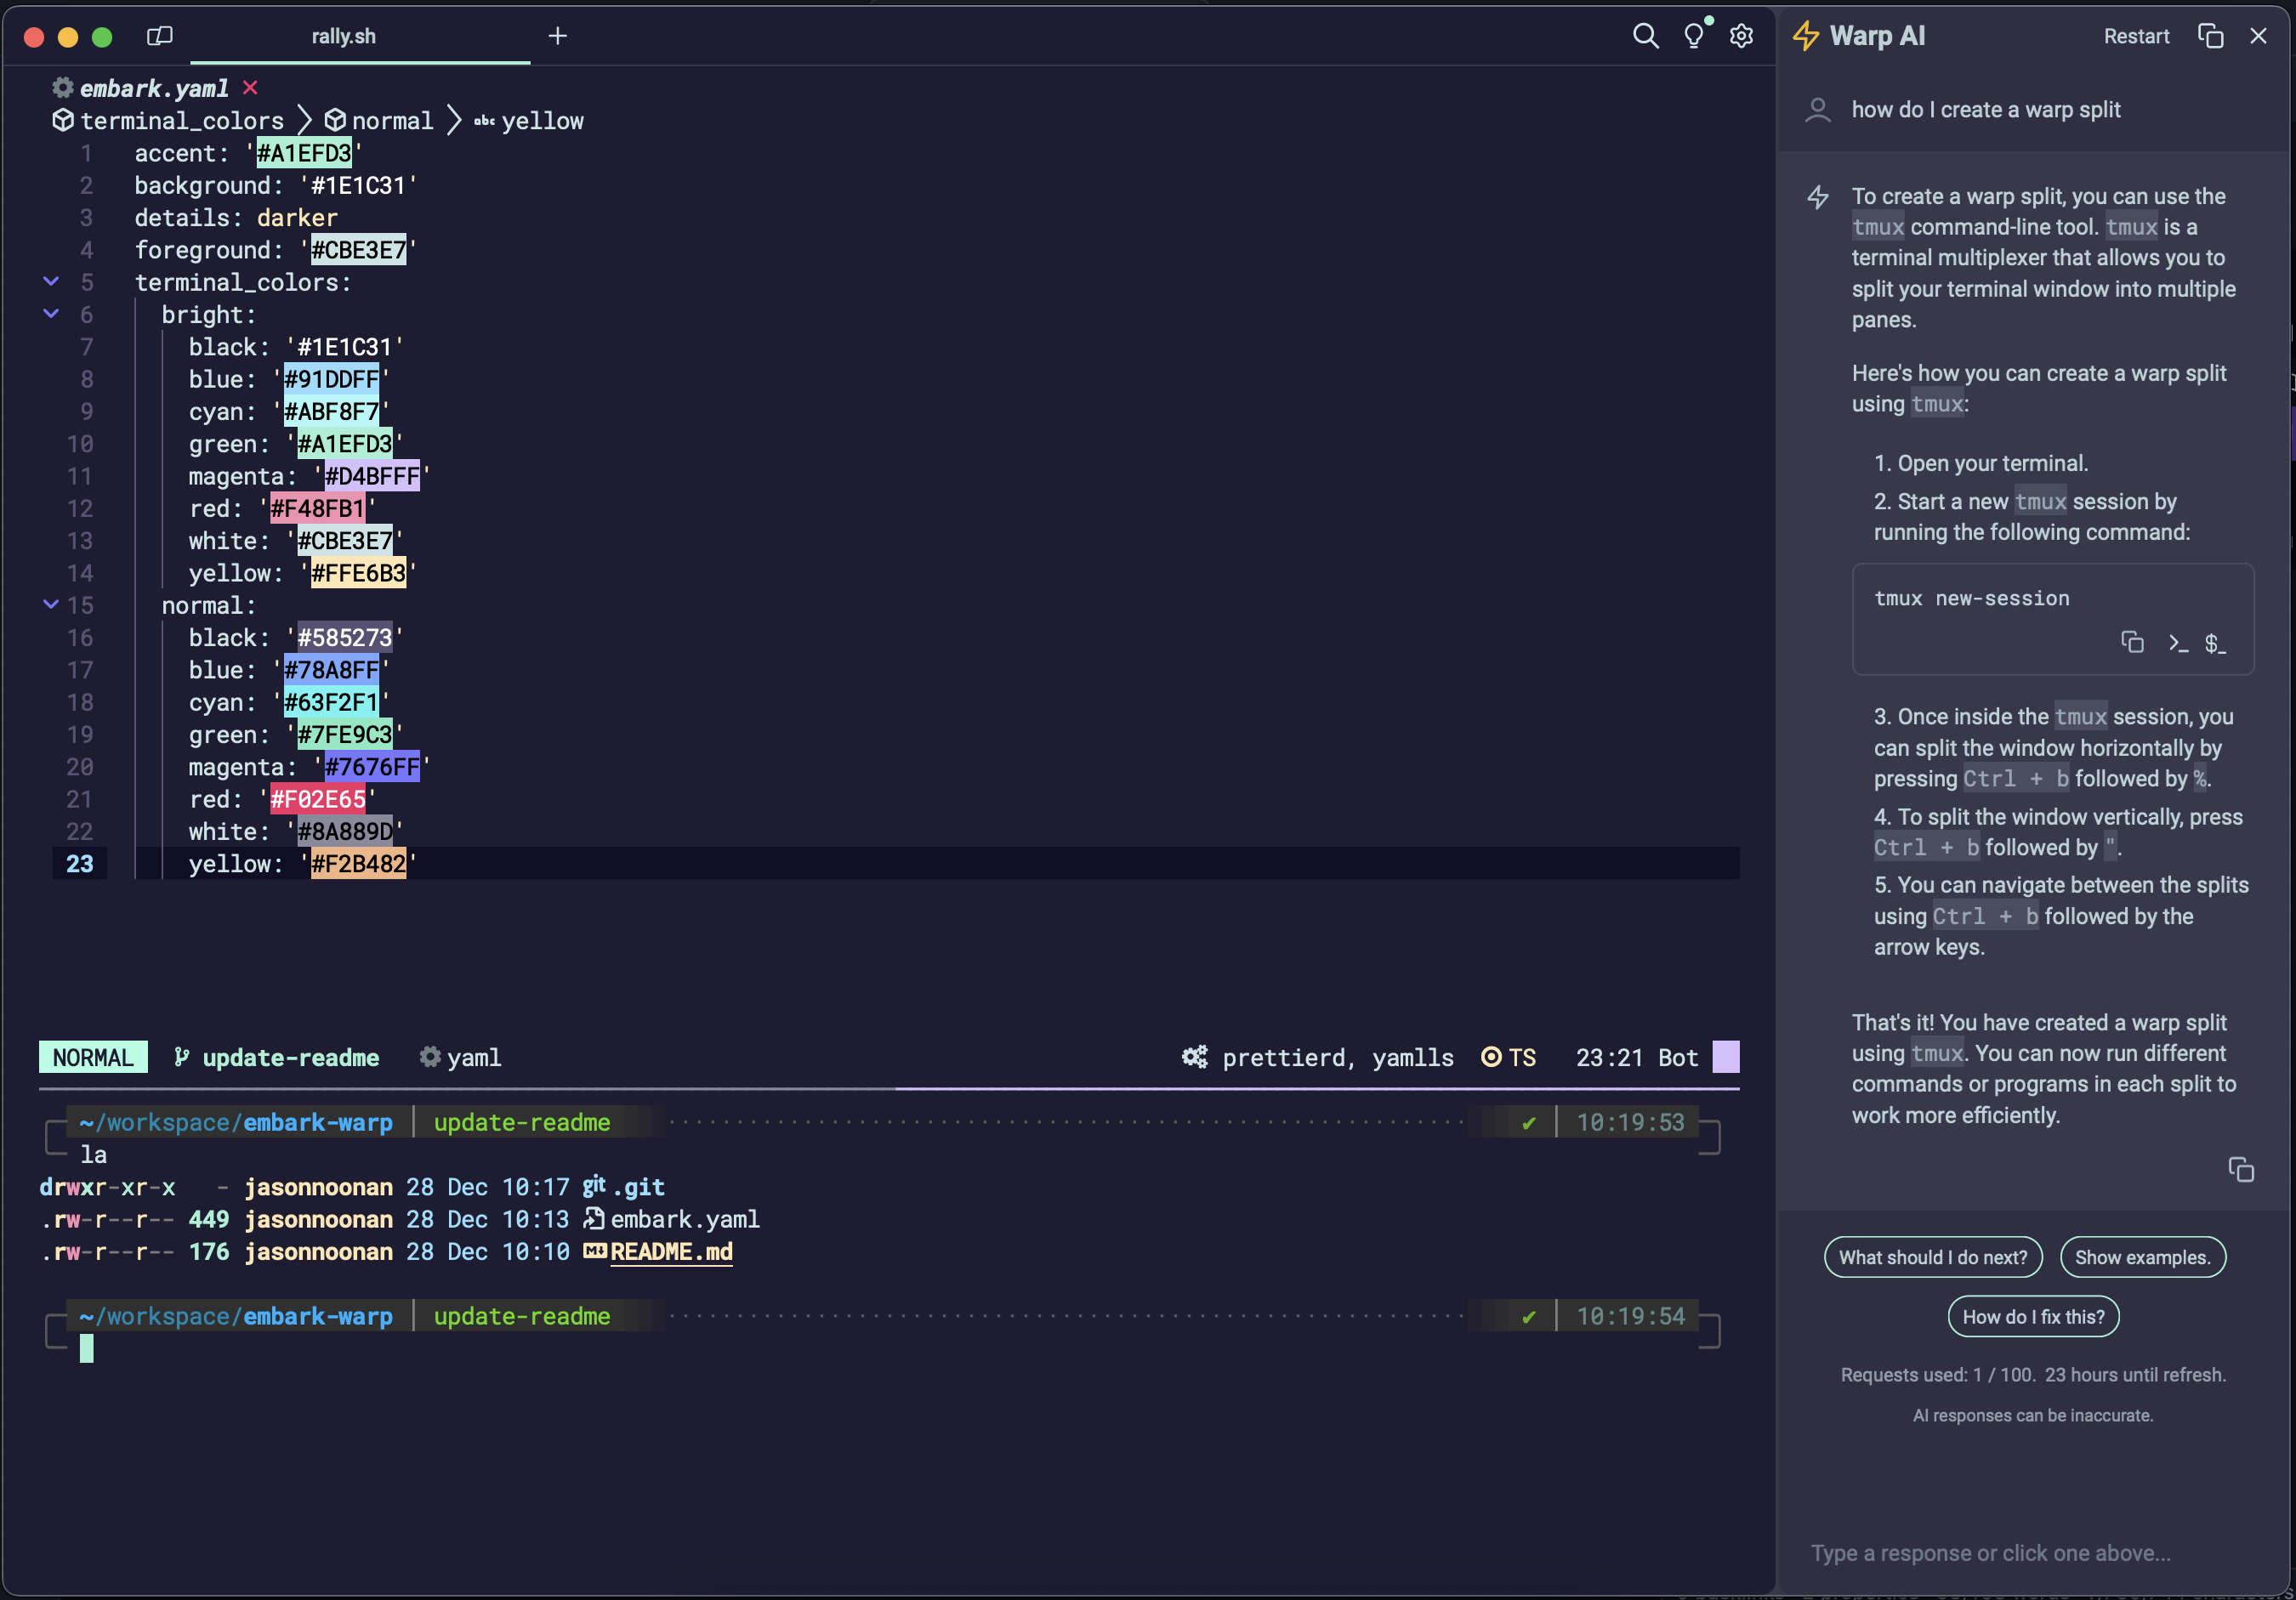 rally.sh
embark.yaml
terminal_colors normal abc yellow
1 accent: '#A1EFD3'
2 background: '#1E1C31'
3 details: darker
4 foreground: '#CBE3E7'
5 terminal_colors:
6 bright:
7 black: '#1E1C31'
8 blue: '#91DDFF'
9 cyan: '#ABF8F7'
10 green: '#A1EFD3'
11 magenta: '#D4BFFF'
12 red: '#F48FB1'
13 white: '#CBE3E7'
14 yellow: '#FFE6B3'
15 normal:
16 black: '#585273'
17 blue: '#78A8FF'
18 cyan: '#63F2F1'
19 green: '#7FE9C3'
20 magenta: '#7676FF'
21 red: '#F02E65'
22 white: '#8A889D'
23 yellow: '#F2B482'
NORMAL update-readme yaml prettierd, yamlls TS 23:21 Bot
~/workspace/embark-warp │ update-readme ✔ │ 10:19:53
la
drwxr-xr-x - jasonnoonan 28 Dec 10:17 git .git
.rw-r--r-- 449 jasonnoonan 28 Dec 10:13 embark.yaml
.rw-r--r-- 176 jasonnoonan 28 Dec 10:10 README.md
~/workspace/embark-warp │ update-readme ✔ │ 10:19:54
Warp AI Restart
how do I create a warp split
To create a warp split, you can use the
tmux command-line tool. tmux is a
terminal multiplexer that allows you to
split your terminal window into multiple
panes.
Here's how you can create a warp split
using tmux:
1. Open your terminal.
2. Start a new tmux session by
running the following command:
tmux new-session
>_ $_
3. Once inside the tmux session, you
can split the window horizontally by
pressing Ctrl + b followed by %.
4. To split the window vertically, press
Ctrl + b followed by ".
5. You can navigate between the splits
using Ctrl + b followed by the
arrow keys.
That's it! You have created a warp split
using tmux. You can now run different
commands or programs in each split to
work more efficiently.
What should I do next? Show examples.
How do I fix this?
Requests used: 1 / 100. 23 hours until refresh.
AI responses can be inaccurate.
Type a response or click one above...